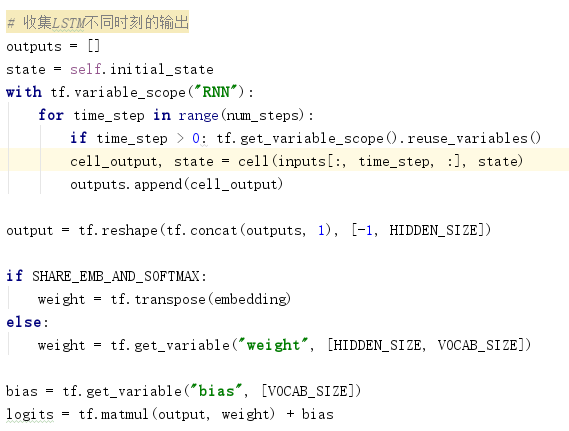 # 收集LSTM不同时刻的输出
outputs = []
state = self.initial_state
with tf.variable_scope("RNN"):
    for time_step in range(num_steps):
        if time_step > 0: tf.get_variable_scope().reuse_variables()
        cell_output, state = cell(inputs[:, time_step, :], state)
        outputs.append(cell_output)

output = tf.reshape(tf.concat(outputs, 1), [-1, HIDDEN_SIZE])

if SHARE_EMB_AND_SOFTMAX:
    weight = tf.transpose(embedding)
else:
    weight = tf.get_variable("weight", [HIDDEN_SIZE, VOCAB_SIZE])

bias = tf.get_variable("bias", [VOCAB_SIZE])
logits = tf.matmul(output, weight) + bias